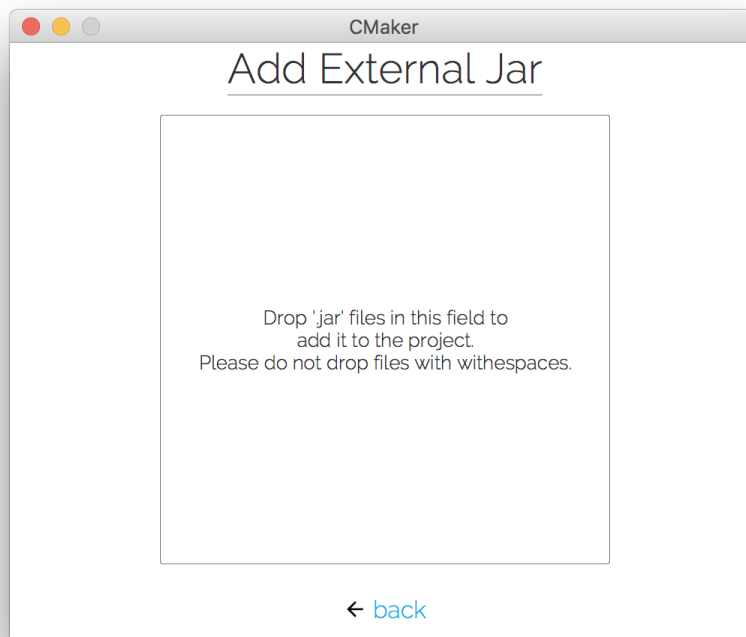 CMaker
Add External Jar
Drop '.jar' files in this field to
add it to the project.
Please do not drop files with withespaces.
← back